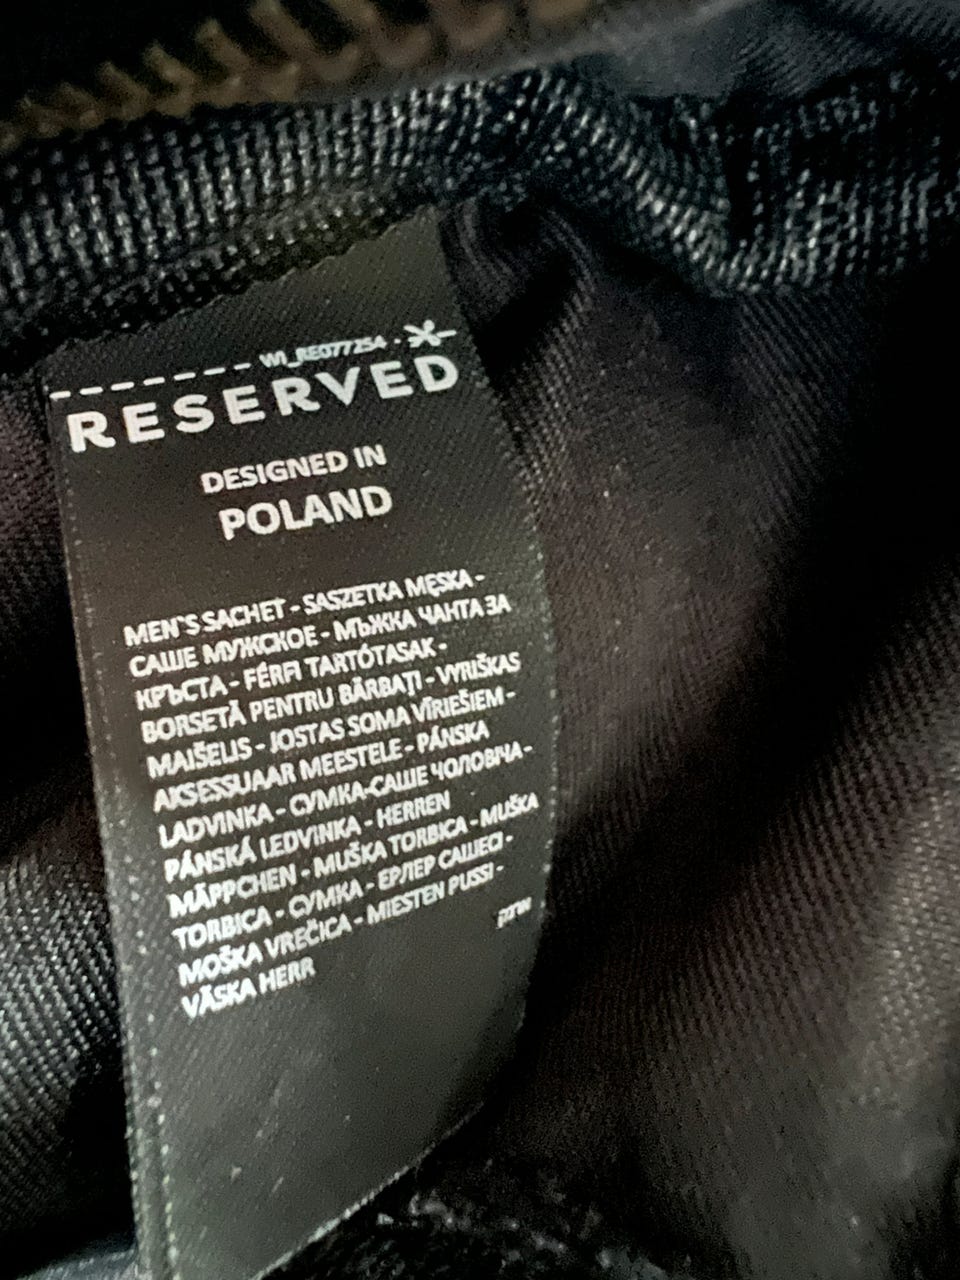 WI_RE077254
RESERVED
DESIGNED IN
POLAND
MEN`S SACHET - SASZETKA MĘSKA -
САШЕ МУЖСКОЕ - МЪЖКА ЧАНТА ЗА
КРЪСТА - FÉRFI TARTÓTASAK -
BORSETĂ PENTRU BĂRBAŢI - VYRIŠKAS
MAIŠELIS - JOSTAS SOMA VĪRIEŠIEM -
AKSESSUAAR MEESTELE - PÁNSKA
LADVINKA - СУМКА-САШЕ ЧОЛОВІЧА -
PÁNSKÁ LEDVINKA - HERREN
MÄPPCHEN - MUŠKA TORBICA - MUŠKA
TORBICA - СУМКА - ЕРЛЕР САШЕСІ -
MOŠKA VREČICA - MIESTEN PUSSI -
VÄSKA HERR